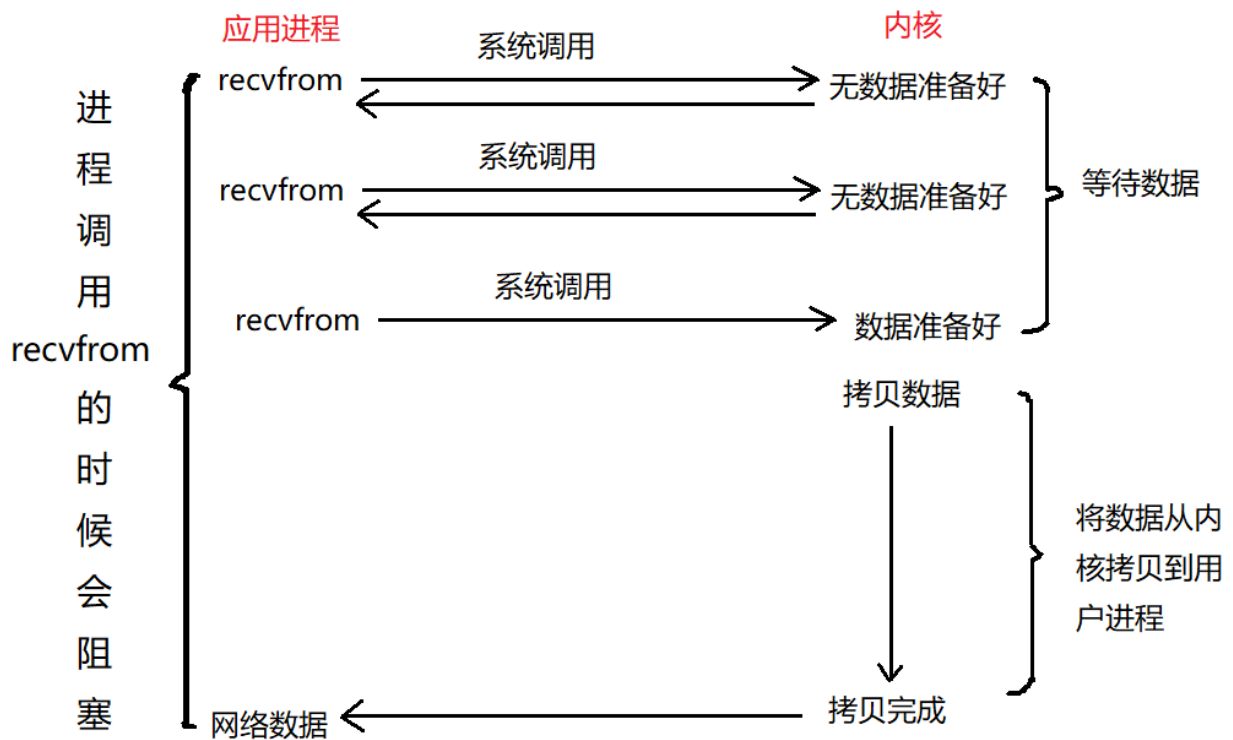 应用进程
内核
系统调用
recvfrom
无数据准备好
系统调用
recvfrom
无数据准备好
等待数据
系统调用
recvfrom
数据准备好
进
程
调
用
recvfrom
的
时
候
会
阻
塞
拷贝数据
将数据从内
核拷贝到用
户进程
拷贝完成
网络数据